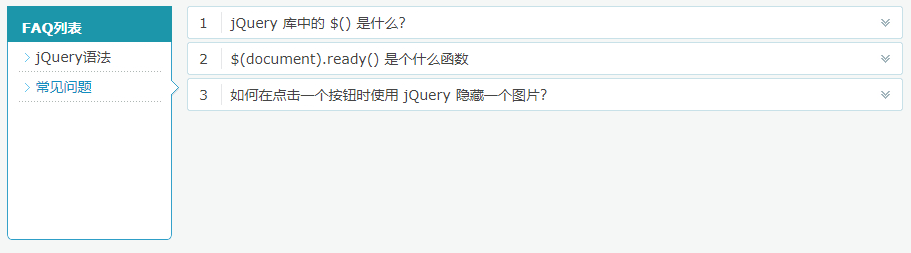 FAQ列表
jQuery语法
常见问题
1 jQuery 库中的 $() 是什么?
2 $(document).ready() 是个什么函数
3 如何在点击一个按钮时使用 jQuery 隐藏一个图片?